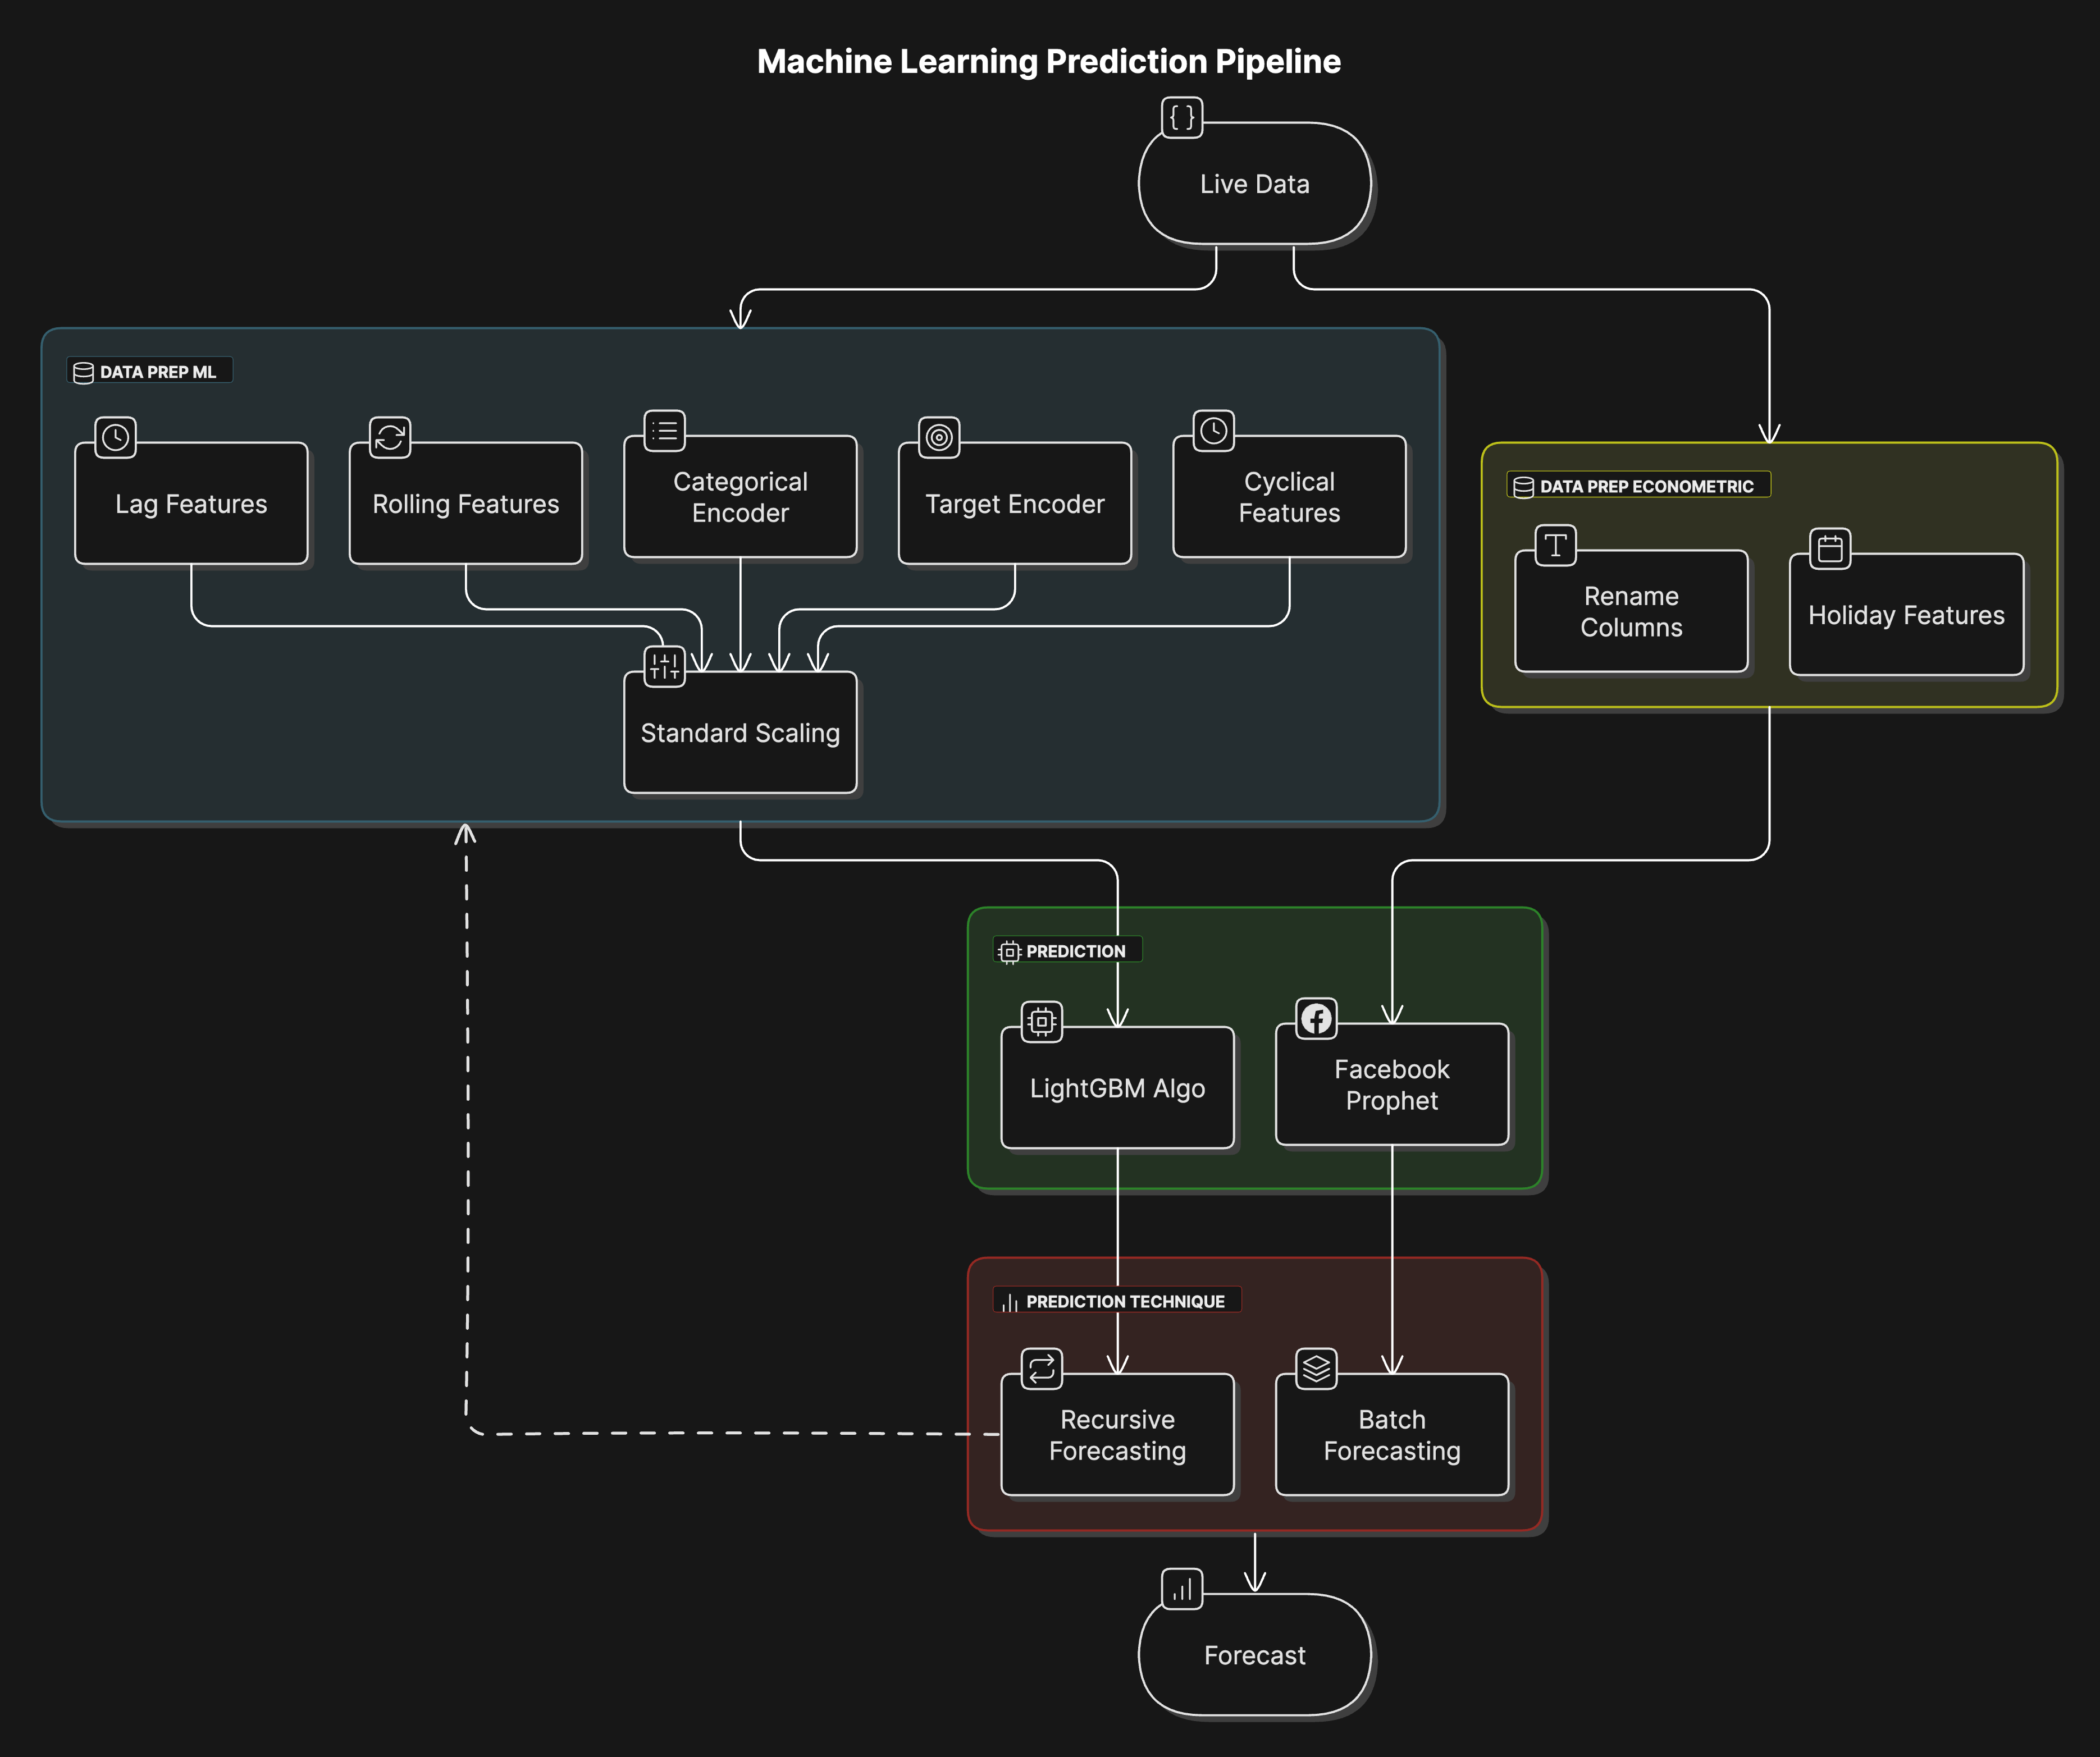 Machine Learning Prediction Pipeline
Live Data
DATA PREP ML
Lag Features
Rolling Features
Categorical
Encoder
Target Encoder
Cyclical
Features
Standard Scaling
DATA PREP ECONOMETRIC
Rename
Columns
Holiday Features
PREDICTION
LightGBM Algo
Facebook
Prophet
PREDICTION TECHNIQUE
Recursive
Forecasting
Batch
Forecasting
Forecast